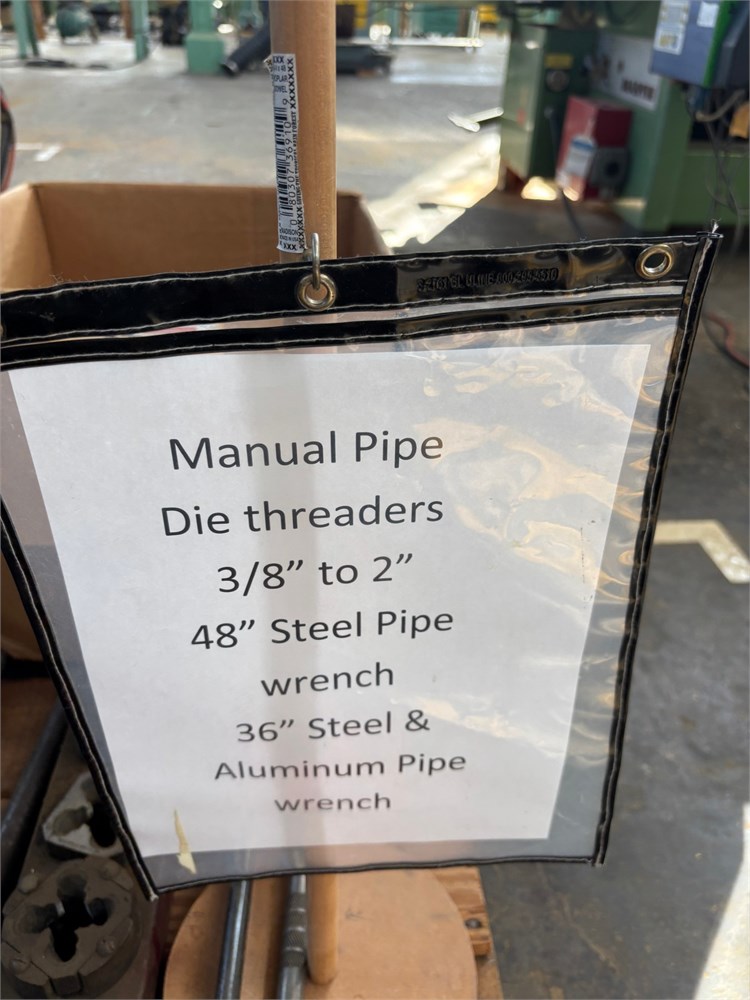 Manual Pipe
Die threaders
3/8” to 2”
48” Steel Pipe
wrench
36” Steel &
Aluminum Pipe
wrench